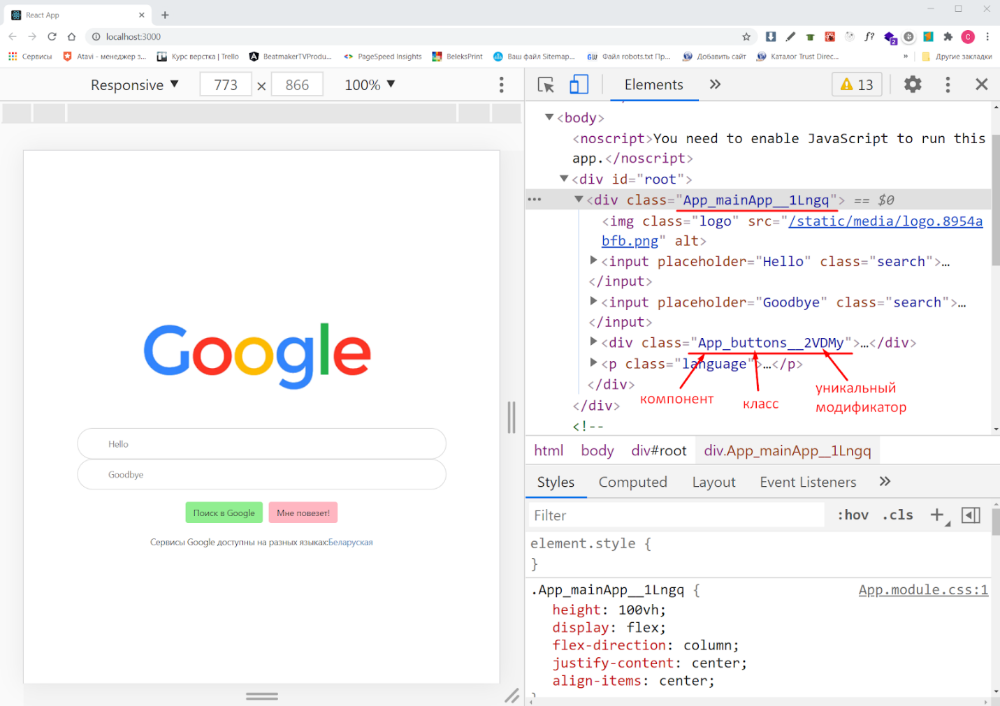 React App
localhost:3000
f?
2
C
Сервисы
Atavi - менеджер з...
Курс верстка | Trello
BeatmakerTVProdu...
PageSpeed Insights
BeleksPrint
Ваш файл Sitemap...
GW
Файл robots.txt Пр...
Добавить сайт
Каталог Trust Direc...
»
Другие закладки
Responsive
773
×
866
100%
Elements
»
13
<body>
<noscript>You need to enable JavaScript to run this
app.</noscript>
<div id="root">
<div class="App_mainApp__1Lngq"> == $0
<img class="logo" src="/static/media/logo.8954a
bfb.png" alt>
<input placeholder="Hello" class="search">…
</input>
<input placeholder="Goodbye" class="search">…
</input>
<div class="App_buttons__2VDMy">…</div>
<p class="language">…</p>
</div>
</div>
<!--
компонент
класс
уникальный
модификатор
Google
Hello
Goodbye
Поиск в Google
Мне повезет!
Сервисы Google доступны на разных языках:Беларуская
html
body
div#root
div.App_mainApp__1Lngq
Styles
Computed
Layout
Event Listeners
»
Filter
:hov
.cls
+
element.style {
}
.App_mainApp__1Lngq {
App.module.css:1
height: 100vh;
display: flex;
flex-direction: column;
justify-content: center;
align-items: center;